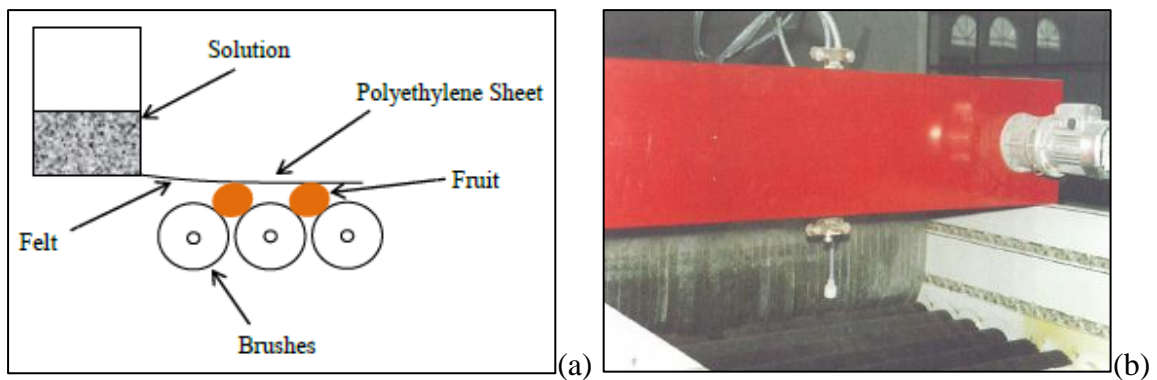 Solution
Polyethylene Sheet
Fruit
Felt
Brushes
(a)
(b)